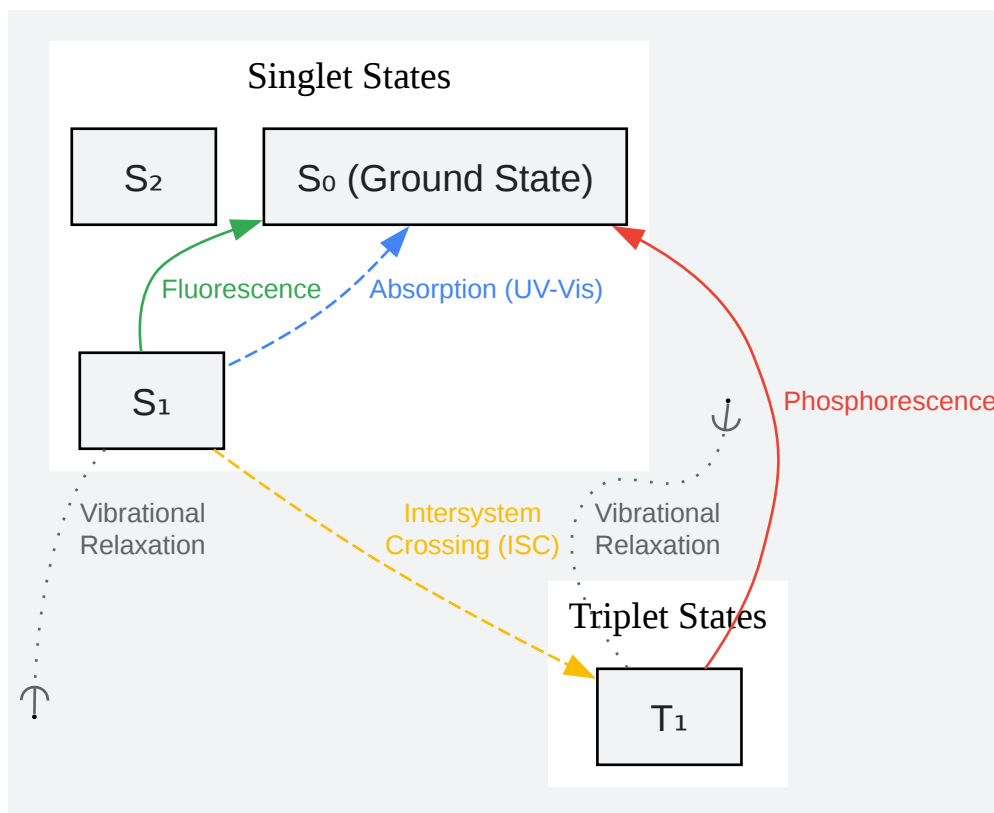 Singlet States
S₂
S₀ (Ground State)
Fluorescence
Absorption (UV-Vis)
S₁
Phosphorescence
Vibrational
Relaxation
Intersystem
Crossing (ISC)
Vibrational
Relaxation
Triplet States
T₁